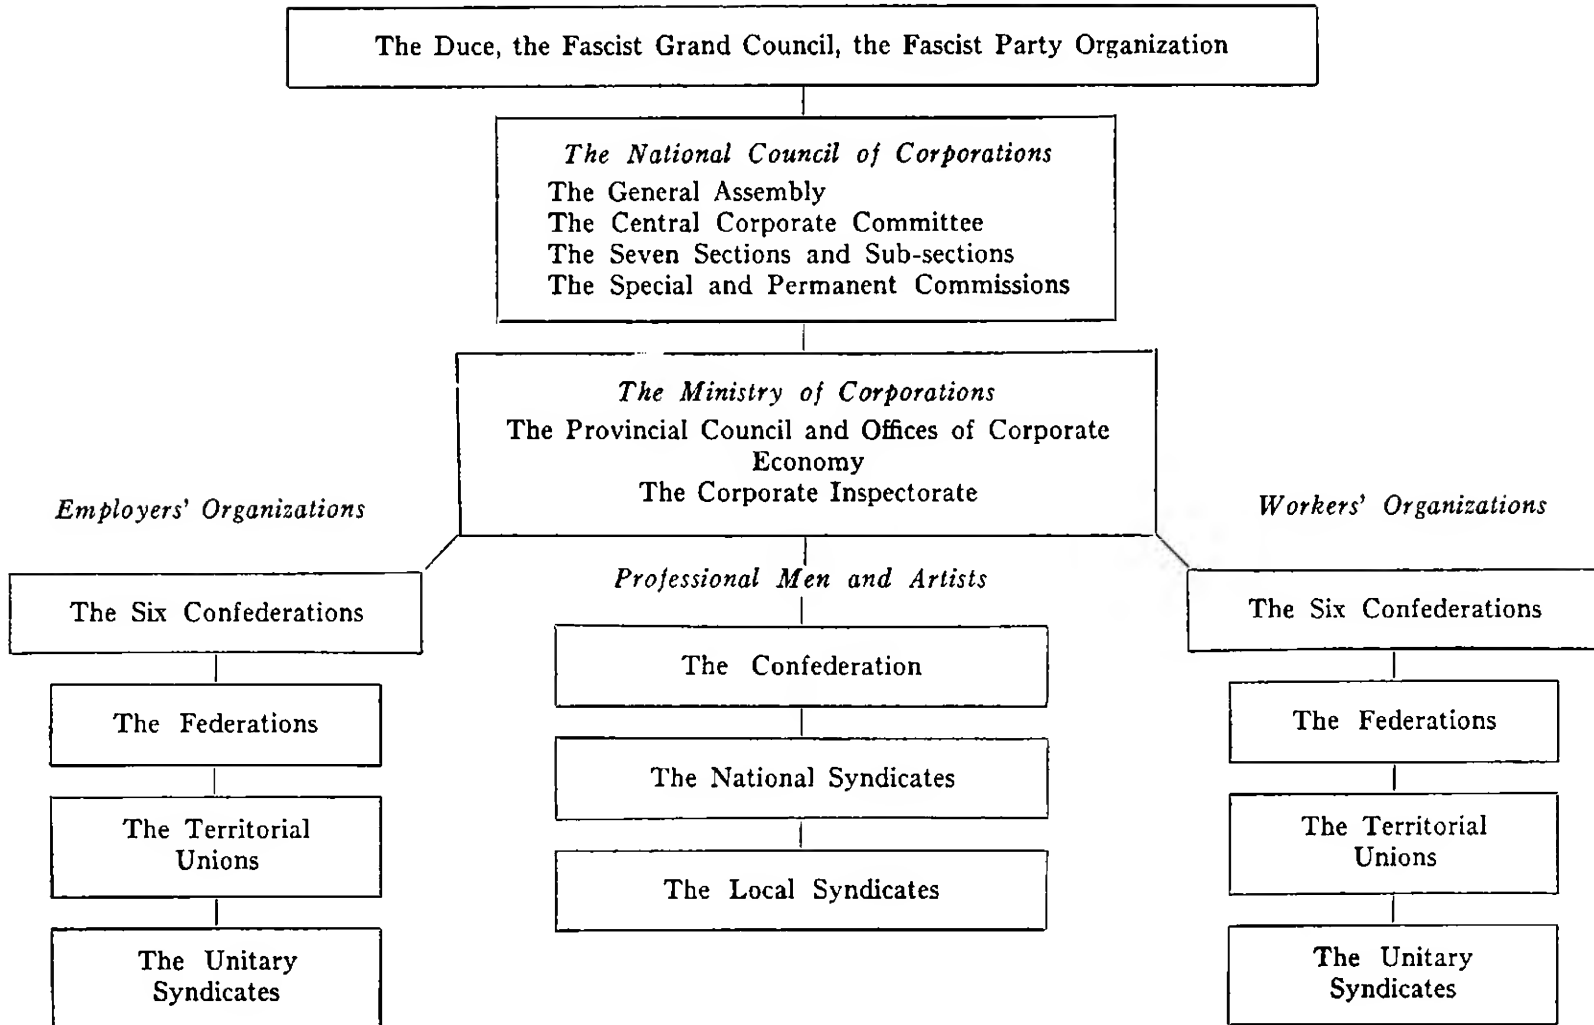 The Duce, the Fascist Grand Council, the Fascist Party Organization
The National Council of Corporations
The General Assembly
The Central Corporate Committee
The Seven Sections and Sub-sections
The Special and Permanent Commissions
The Ministry of Corporations
The Provincial Council and Offices of Corporate
Economy
The Corporate Inspectorate
Employers' Organizations
The Six Confederations
The Federations
The Territorial
Unions
The Unitary
Syndicates
Professional Men and Artists
The Confederation
The National Syndicates
The Local Syndicates
Workers' Organizations
The Six Confederations
The Federations
The Territorial
Unions
The Unitary
Syndicates